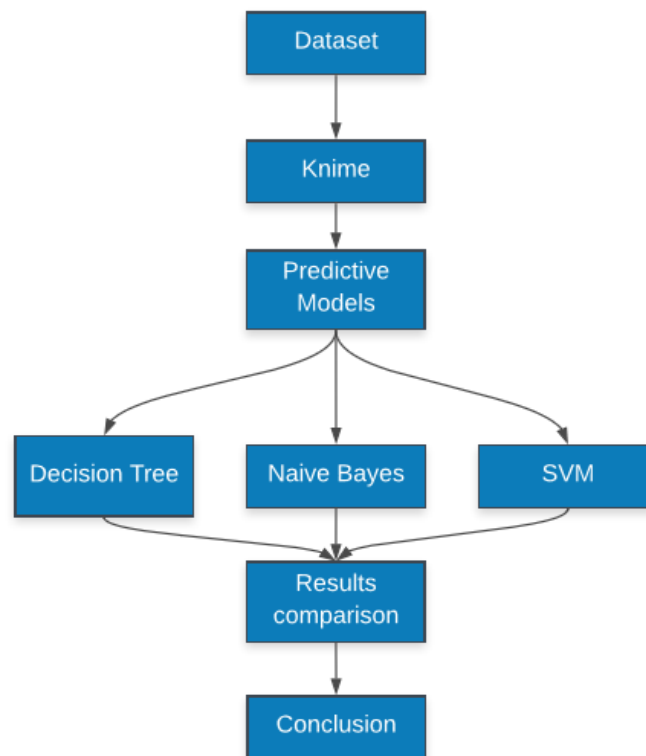 Dataset
Knime
Predictive
Models
Decision Tree
Naive Bayes
SVM
Results
comparison
Conclusion